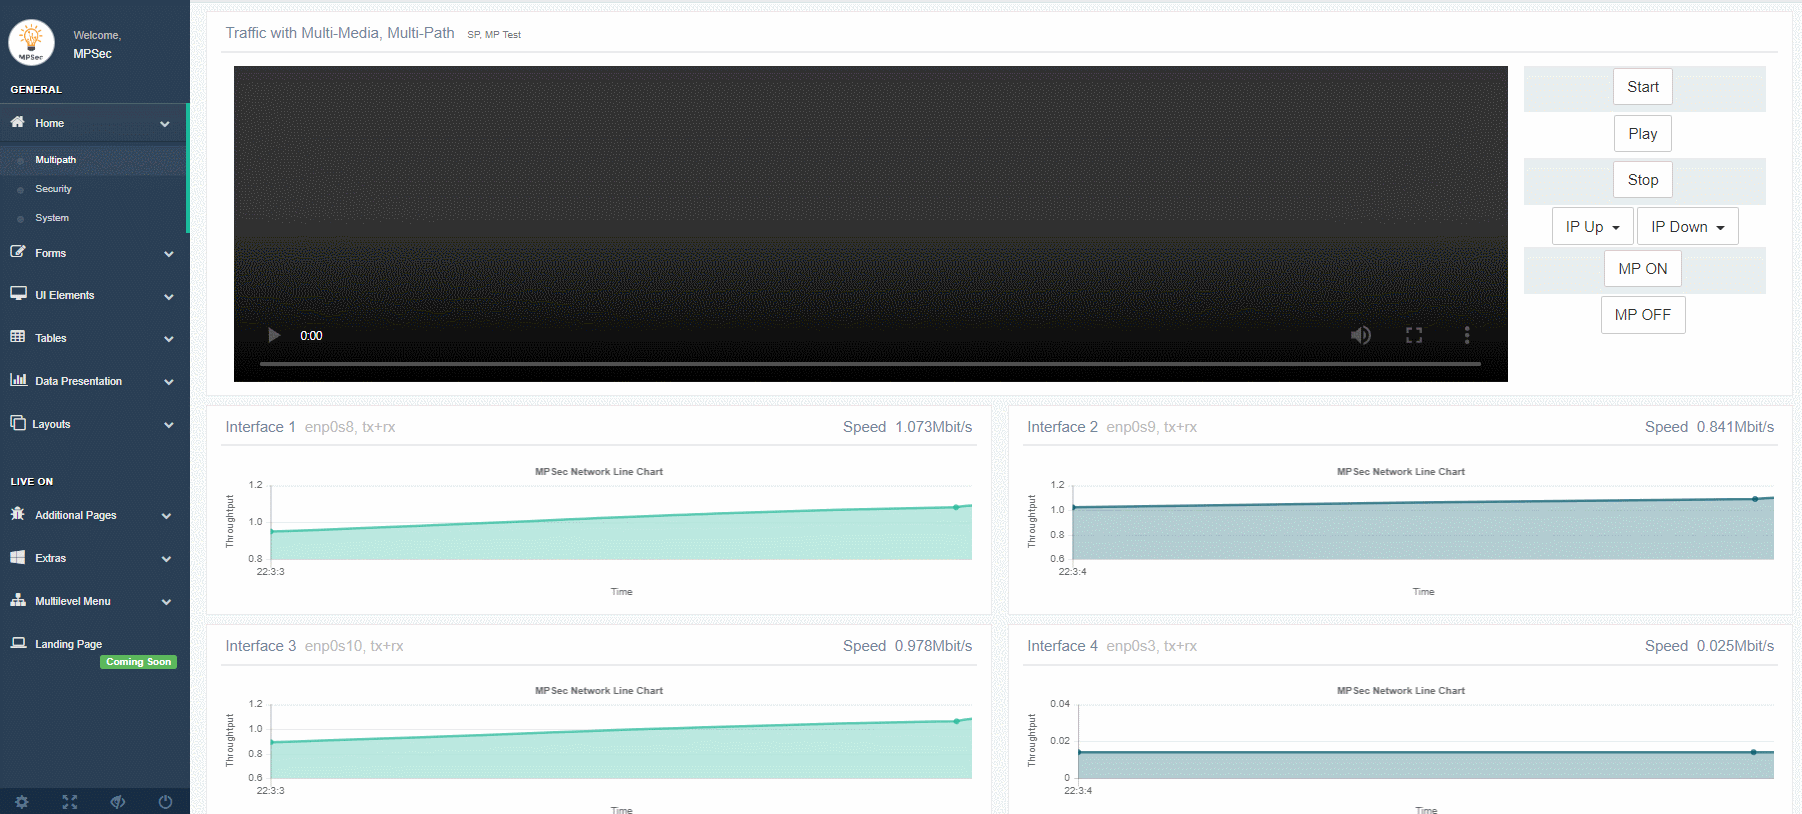 MPSec
Welcome,
MPSec
GENERAL
Home
Multipath
Security
System
Forms
UI Elements
Tables
Data Presentation
Layouts
LIVE ON
Additional Pages
Extras
Multilevel Menu
Landing Page
Coming Soon
Traffic with Multi-Media, Multi-Path SP, MP Test
0:00
Start
Play
Stop
IP Up IP Down
MP ON
MP OFF
Interface 1 enp0s8, tx+rx Speed 1.073Mbit/s
MPSec Network Line Chart
Throughtput
1.2
1.0
0.8
22:3:3
Time
Interface 2 enp0s9, tx+rx Speed 0.841Mbit/s
MPSec Network Line Chart
Throughtput
1.2
1.0
0.8
0.6
22:3:4
Time
Interface 3 enp0s10, tx+rx Speed 0.978Mbit/s
MPSec Network Line Chart
Throughtput
1.2
1.0
0.8
0.6
22:3:3
Time
Interface 4 enp0s3, tx+rx Speed 0.025Mbit/s
MPSec Network Line Chart
Throughtput
0.04
0.02
0
22:3:4
Time